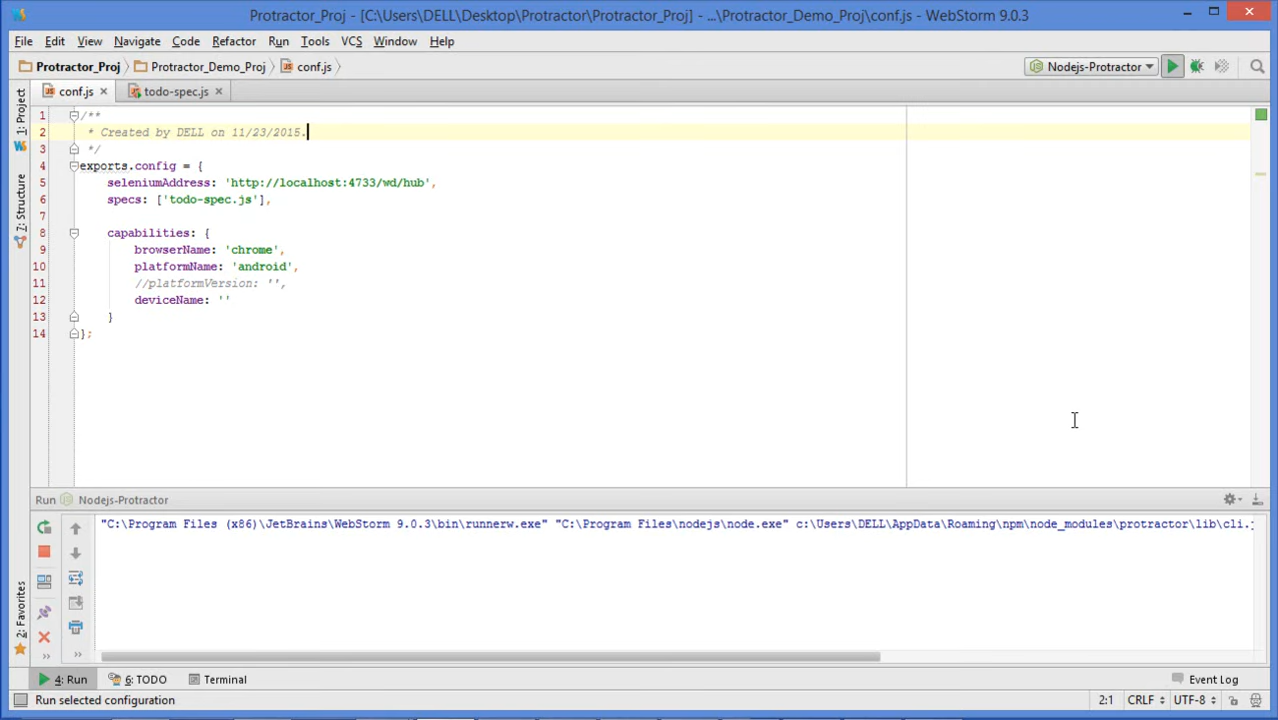 Protractor_Proj - [C:\Users\DELL\Desktop\Protractor\Protractor_Proj] - ...\Protractor_Demo_Proj\conf.js - WebStorm 9.0.3
File Edit View Navigate Code Refactor Run Tools VCS Window Help
Protractor_Proj Protractor_Demo_Proj conf.js Nodejs-Protractor
conf.js todo-spec.js
1: Project
7: Structure
2: Favorites
1 /**
2 * Created by DELL on 11/23/2015.
3 */
4 exports.config = {
5 seleniumAddress: 'http://localhost:4733/wd/hub',
6 specs: ['todo-spec.js'],
7
8 capabilities: {
9 browserName: 'chrome',
10 platformName: 'android',
11 //platformVersion: '',
12 deviceName: ''
13 }
14 };
Run Nodejs-Protractor
"C:\Program Files (x86)\JetBrains\WebStorm 9.0.3\bin\runnerw.exe" "C:\Program Files\nodejs\node.exe" c:\Users\DELL\AppData\Roaming\npm\node_modules\protractor\lib\cli.j
4: Run 6: TODO Terminal Event Log
Run selected configuration 2:1 CRLF UTF-8